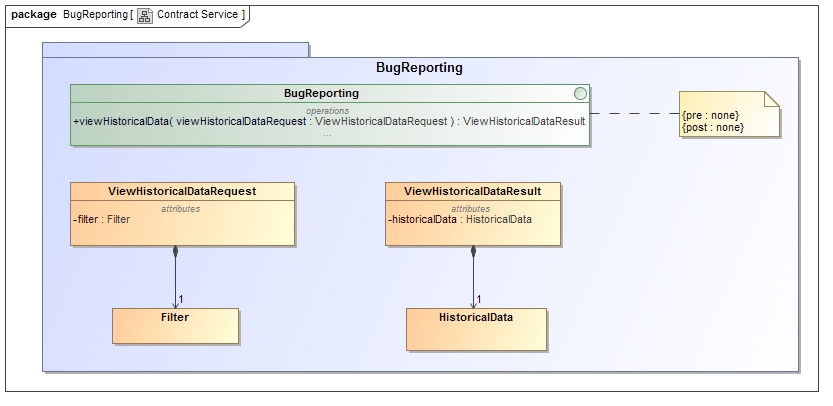 package BugReporting [ Contract Service ]
BugReporting
BugReporting
operations
+viewHistoricalData( viewHistoricalDataRequest : ViewHistoricalDataRequest ) : ViewHistoricalDataResult
...
{pre : none}
{post : none}
ViewHistoricalDataRequest
attributes
-filter : Filter
ViewHistoricalDataResult
attributes
-historicalData : HistoricalData
1
1
Filter
HistoricalData